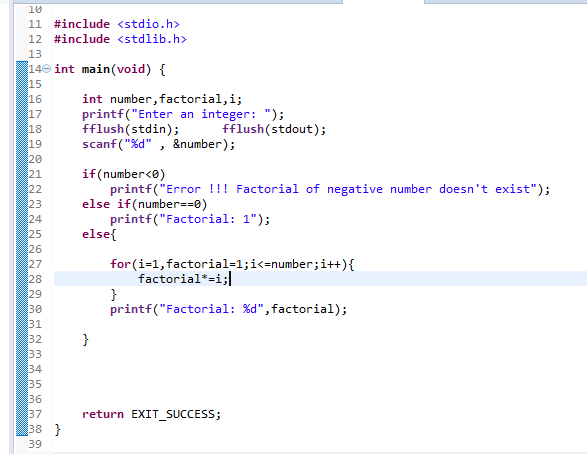 10
11 #include <stdio.h>
12 #include <stdlib.h>
13
14 int main(void) {
15
16     int number,factorial,i;
17     printf("Enter an integer: ");
18     fflush(stdin);      fflush(stdout);
19     scanf("%d" , &number);
20
21     if(number<0)
22         printf("Error !!! Factorial of negative number doesn't exist");
23     else if(number==0)
24         printf("Factorial: 1");
25     else{
26
27         for(i=1,factorial=1;i<=number;i++){
28             factorial*=i;
29         }
30         printf("Factorial: %d",factorial);
31
32     }
33
34
35
36
37     return EXIT_SUCCESS;
38 }
39